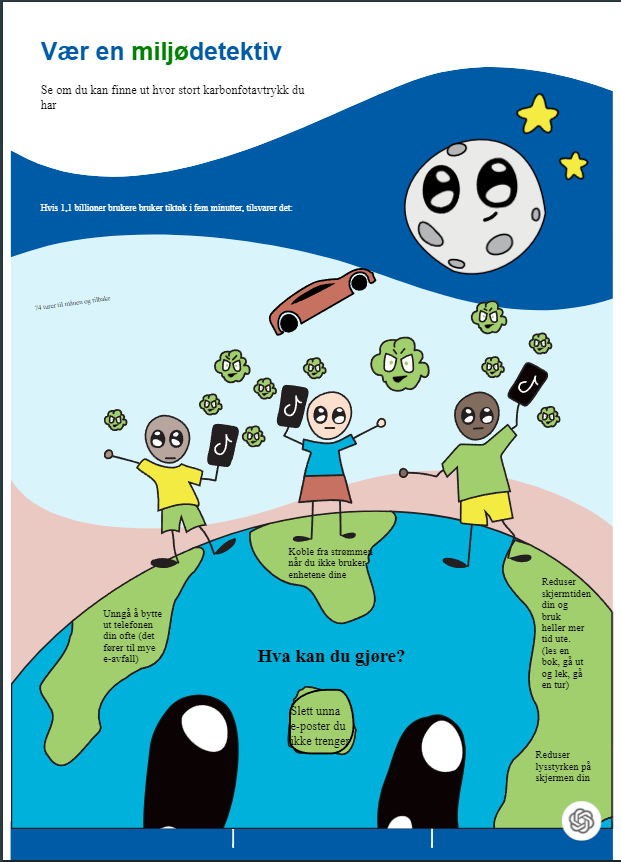 Vær en miljødetektiv
Se om du kan finne ut hvor stort karbonfotavtrykk du
har
Hvis 1,1 billioner brukere bruker tiktok i fem minutter, tilsvarer det:
74 turer til månen og tilbake
Koble fra strømmen
når du ikke bruker
enhetene dine
Unngå å bytte
ut telefonen
din ofte (det
fører til mye
e-avfall)
Reduser
skjermtiden
din og
bruk
heller mer
tid ute.
(les en
bok, gå ut
og lek, gå
en tur)
Hva kan du gjøre?
Slett unna
e-poster du
ikke trenger
Reduser
lysstyrken på
skjermen din